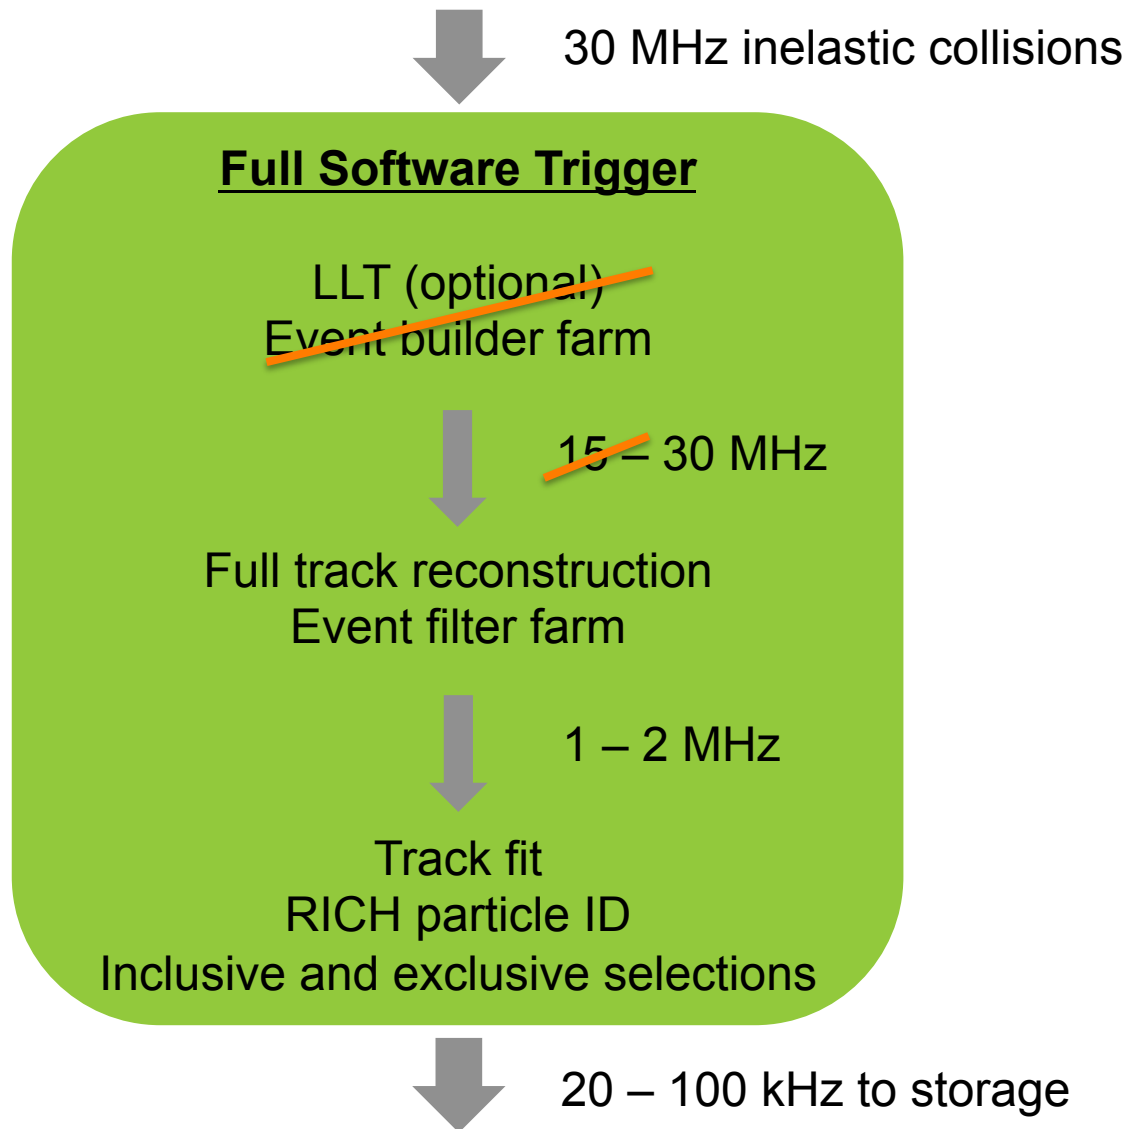 30 MHz inelastic collisions
Full Software Trigger
LLT (optional)
Event builder farm
15 – 30 MHz
Full track reconstruction
Event filter farm
1 – 2 MHz
Track fit
RICH particle ID
Inclusive and exclusive selections
20 – 100 kHz to storage